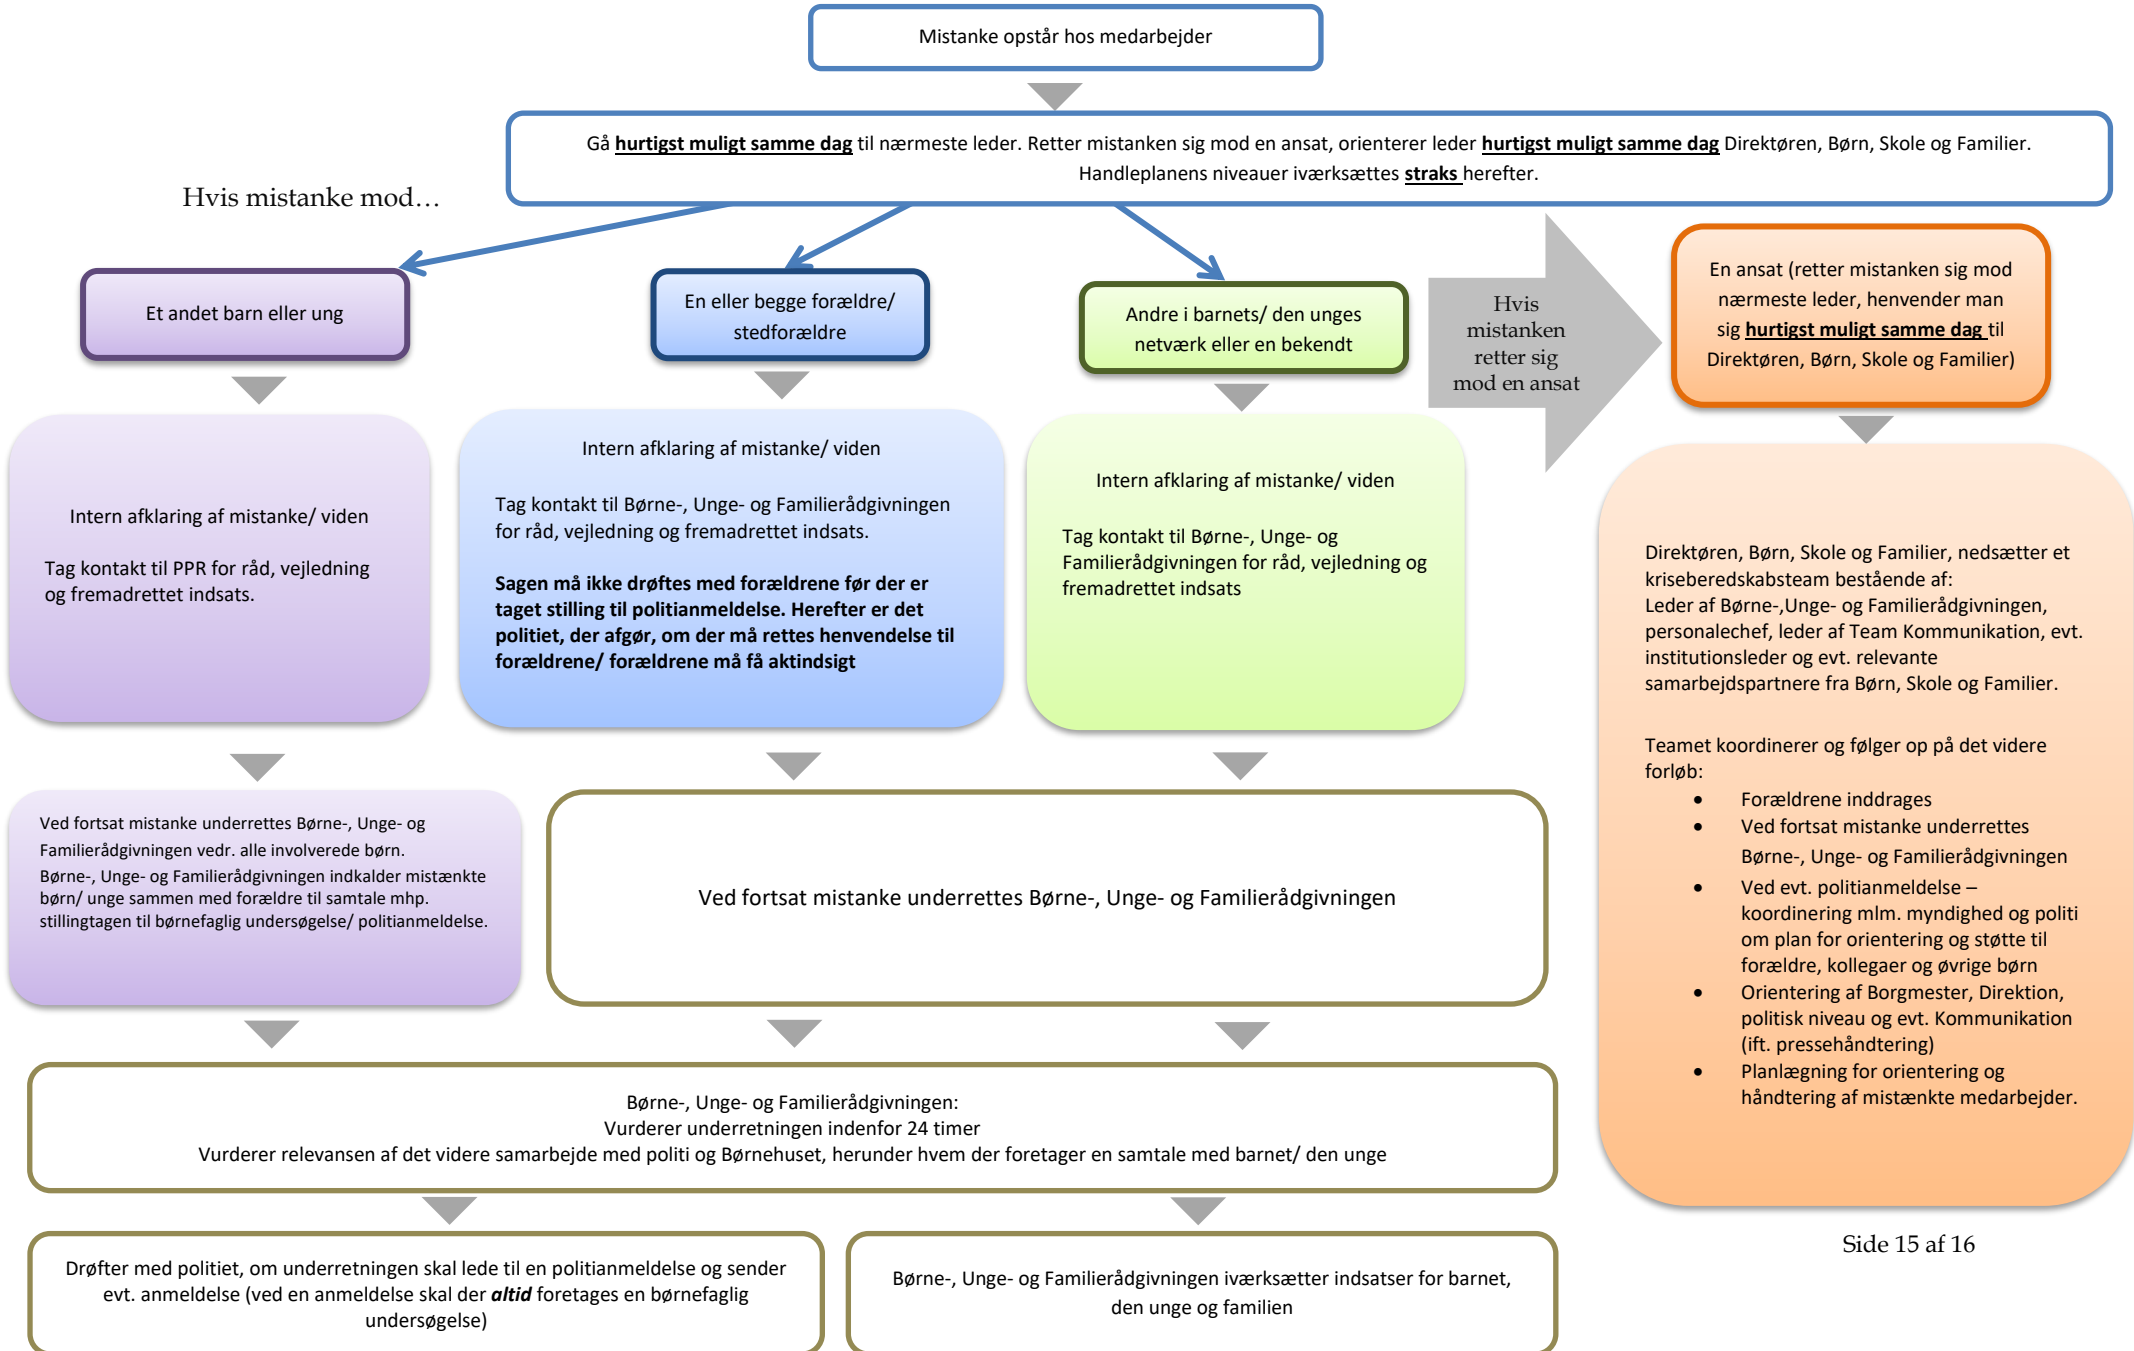 Mistanke opstår hos medarbejder
Gå hurtigst muligt samme dag til nærmeste leder. Retter mistanken sig mod en ansat, orienterer leder hurtigst muligt samme dag Direktøren, Børn, Skole og Familier.
Handleplanens niveauer iværksættes straks herefter.
Hvis mistanke mod…
Et andet barn eller ung
En eller begge forældre/
stedforældre
Andre i barnets/ den unges
netværk eller en bekendt
Hvis
mistanken
retter sig
mod en ansat
En ansat (retter mistanken sig mod
nærmeste leder, henvender man
sig hurtigst muligt samme dag til
Direktøren, Børn, Skole og Familier)
Intern afklaring af mistanke/ viden
Tag kontakt til PPR for råd, vejledning
og fremadrettet indsats.
Intern afklaring af mistanke/ viden
Tag kontakt til Børne-, Unge- og Familierådgivningen
for råd, vejledning og fremadrettet indsats.
Sagen må ikke drøftes med forældrene før der er
taget stilling til politianmeldelse. Herefter er det
politiet, der afgør, om der må rettes henvendelse til
forældrene/ forældrene må få aktindsigt
Intern afklaring af mistanke/ viden
Tag kontakt til Børne-, Unge- og
Familierådgivningen for råd, vejledning og
fremadrettet indsats
Direktøren, Børn, Skole og Familier, nedsætter et
kriseberedskabsteam bestående af:
Leder af Børne-,Unge- og Familierådgivningen,
personalechef, leder af Team Kommunikation, evt.
institutionsleder og evt. relevante
samarbejdspartnere fra Børn, Skole og Familier.
Teamet koordinerer og følger op på det videre
forløb:
• Forældrene inddrages
• Ved fortsat mistanke underrettes
Børne-, Unge- og Familierådgivningen
• Ved evt. politianmeldelse –
koordinering mlm. myndighed og politi
om plan for orientering og støtte til
forældre, kollegaer og øvrige børn
• Orientering af Borgmester, Direktion,
politisk niveau og evt. Kommunikation
(ift. pressehåndtering)
• Planlægning for orientering og
håndtering af mistænkte medarbejder.
Ved fortsat mistanke underrettes Børne-, Unge- og
Familierådgivningen vedr. alle involverede børn.
Børne-, Unge- og Familierådgivningen indkalder mistænkte
børn/ unge sammen med forældre til samtale mhp.
stillingtagen til børnefaglig undersøgelse/ politianmeldelse.
Ved fortsat mistanke underrettes Børne-, Unge- og Familierådgivningen
Børne-, Unge- og Familierådgivningen:
Vurderer underretningen indenfor 24 timer
Vurderer relevansen af det videre samarbejde med politi og Børnehuset, herunder hvem der foretager en samtale med barnet/ den unge
Drøfter med politiet, om underretningen skal lede til en politianmeldelse og sender
evt. anmeldelse (ved en anmeldelse skal der altid foretages en børnefaglig
undersøgelse)
Børne-, Unge- og Familierådgivningen iværksætter indsatser for barnet,
den unge og familien
Side 15 af 16